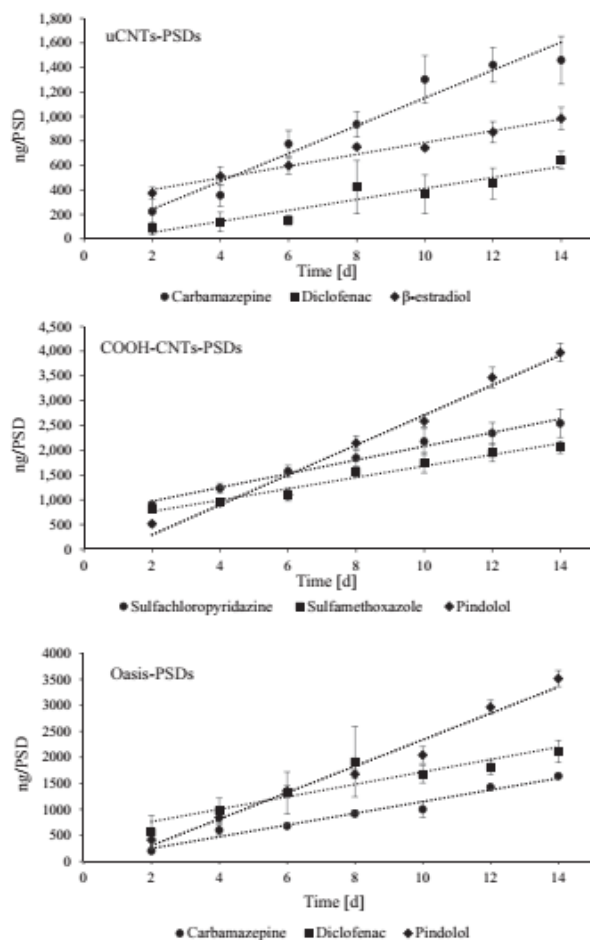 uCNTs-PSDs
1,800
1,600
1,400
1,200
1,000
800
600
400
200
0
ng/PSD
0 2 4 6 8 10 12 14
Time [d]
Carbamazepine Diclofenac β-estradiol
COOH-CNTs-PSDs
4,500
4,000
3,500
3,000
2,500
2,000
1,500
1,000
500
0
ng/PSD
0 2 4 6 8 10 12 14
Time [d]
Sulfachloropyridazine Sulfamethoxazole Pindolol
Oasis-PSDs
4000
3500
3000
2500
2000
1500
1000
500
0
ng/PSD
0 2 4 6 8 10 12 14
Time [d]
Carbamazepine Diclofenac Pindolol